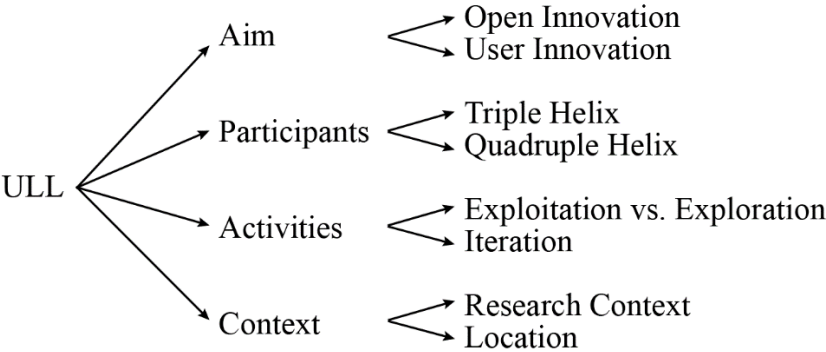 ULL
Aim
Open Innovation
User Innovation
Participants
Triple Helix
Quadruple Helix
Activities
Exploitation vs. Exploration
Iteration
Context
Research Context
Location